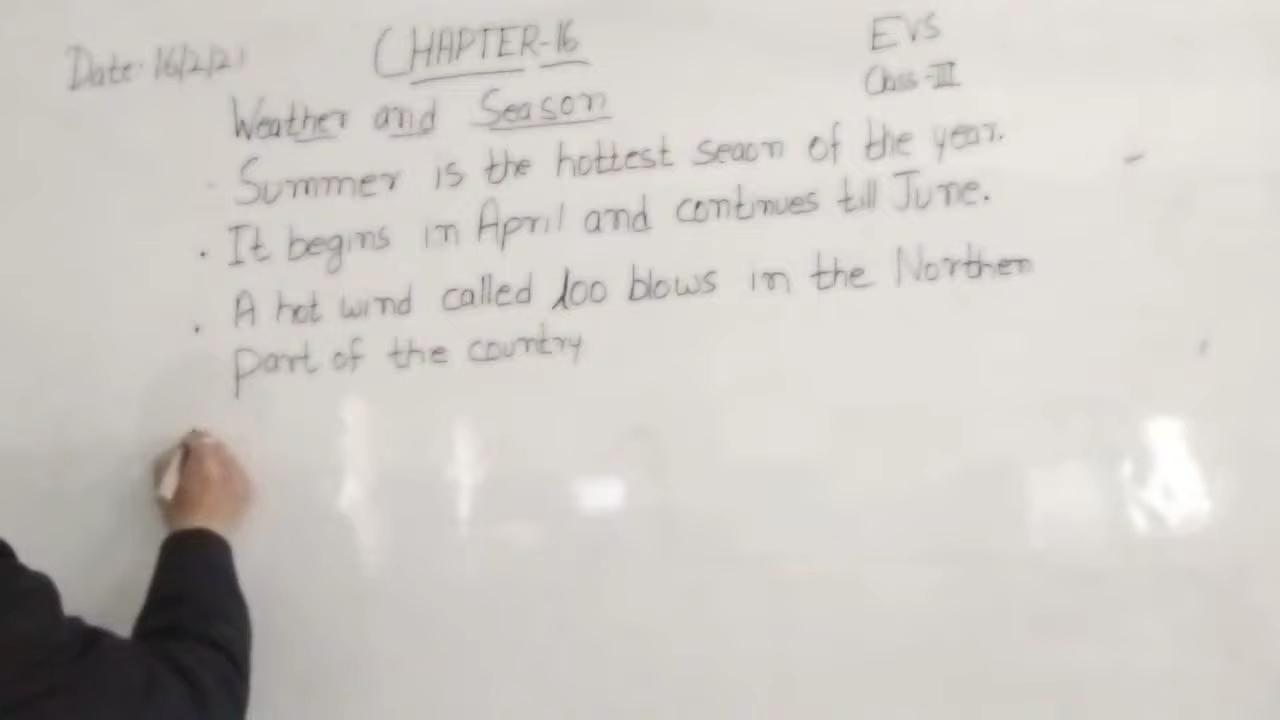 Date: 16/2/21
CHAPTER-16
EVS
Class-III
Weather and Season
· Summer is the hottest seaon of the year.
· It begins in April and continues till June.
· A hot wind called loo blows in the Northen
part of the country